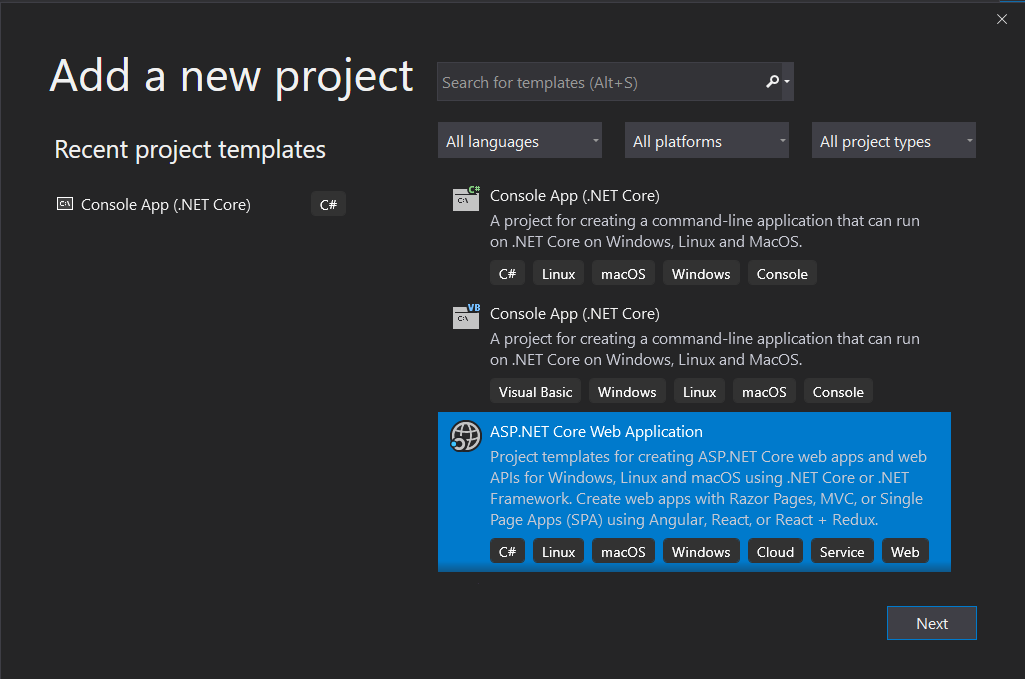 Add a new project
Search for templates (Alt+S)
Recent project templates
All languages
All platforms
All project types
C:\ Console App (.NET Core)
C#
C#
C:\
Console App (.NET Core)
A project for creating a command-line application that can run
on .NET Core on Windows, Linux and MacOS.
C# Linux macOS Windows Console
VB
C:\
Console App (.NET Core)
A project for creating a command-line application that can run
on .NET Core on Windows, Linux and MacOS.
Visual Basic Windows Linux macOS Console
ASP.NET Core Web Application
Project templates for creating ASP.NET Core web apps and web
APIs for Windows, Linux and macOS using .NET Core or .NET
Framework. Create web apps with Razor Pages, MVC, or Single
Page Apps (SPA) using Angular, React, or React + Redux.
C# Linux macOS Windows Cloud Service Web
Next